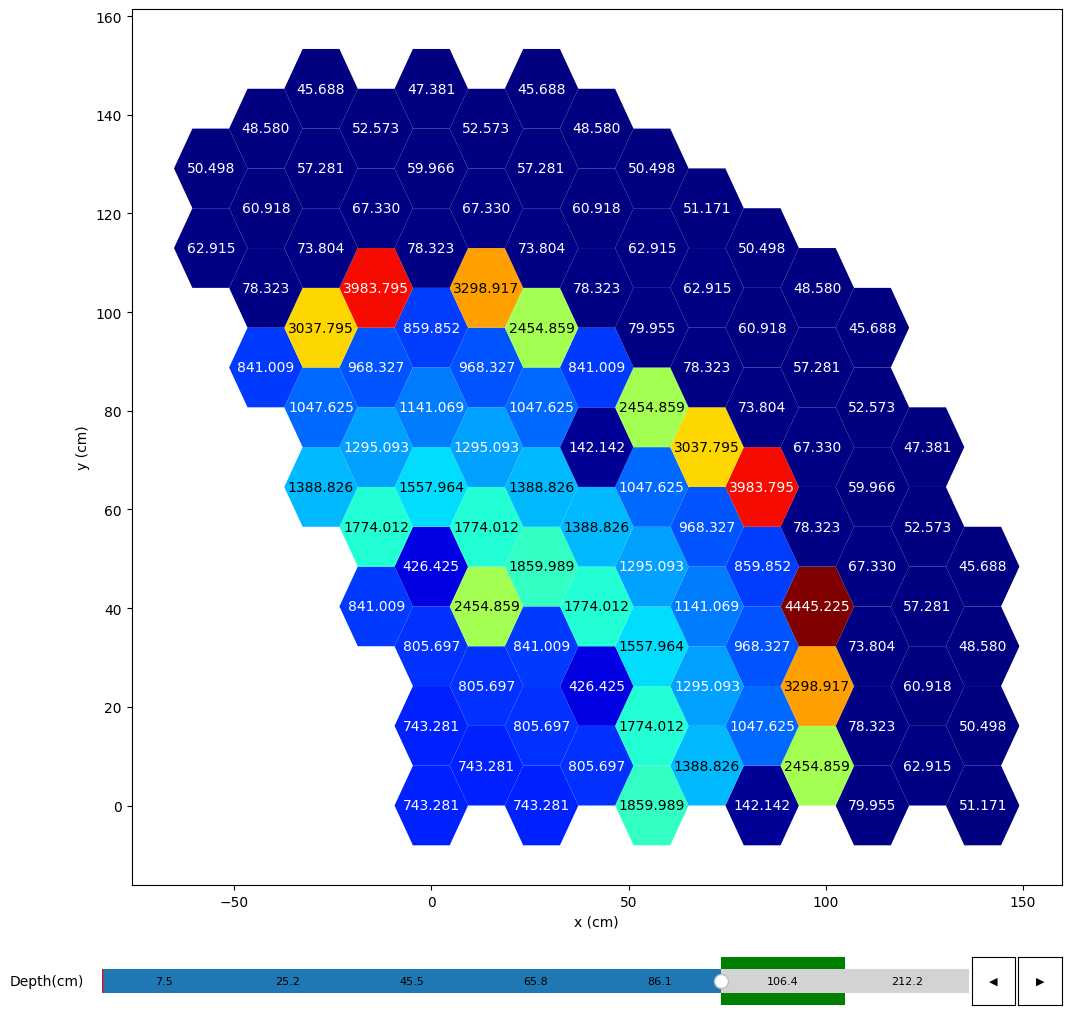 160
45.688 47.381 45.688
140
48.580 52.573 52.573 48.580
50.498 57.281 59.966 57.281 50.498
120
60.918 67.330 67.330 60.918 51.171
62.915 73.804 78.323 73.804 62.915 50.498
78.323 3983.795 3298.917 78.323 62.915 48.580
100
3037.795 859.852 2454.859 79.955 60.918 45.688
841.009 968.327 968.327 841.009 78.323 57.281
80
1047.625 1141.069 1047.625 2454.859 73.804 52.573
1295.093 1295.093 142.142 3037.795 67.330 47.381
y (cm)
1388.826 1557.964 1388.826 1047.625 3983.795 59.966
60
1774.012 1774.012 1388.826 968.327 78.323 52.573
426.425 1859.989 1295.093 859.852 67.330 45.688
40
841.009 2454.859 1774.012 1141.069 4445.225 57.281
805.697 841.009 1557.964 968.327 73.804 48.580
805.697 426.425 1295.093 3298.917 60.918
20
743.281 805.697 1774.012 1047.625 78.323 50.498
743.281 805.697 1388.826 2454.859 62.915
0
743.281 743.281 1859.989 142.142 79.955 51.171
−50 0 50 100 150
x (cm)
Depth(cm) 7.5 25.2 45.5 65.8 86.1 106.4 212.2 ◄ ►